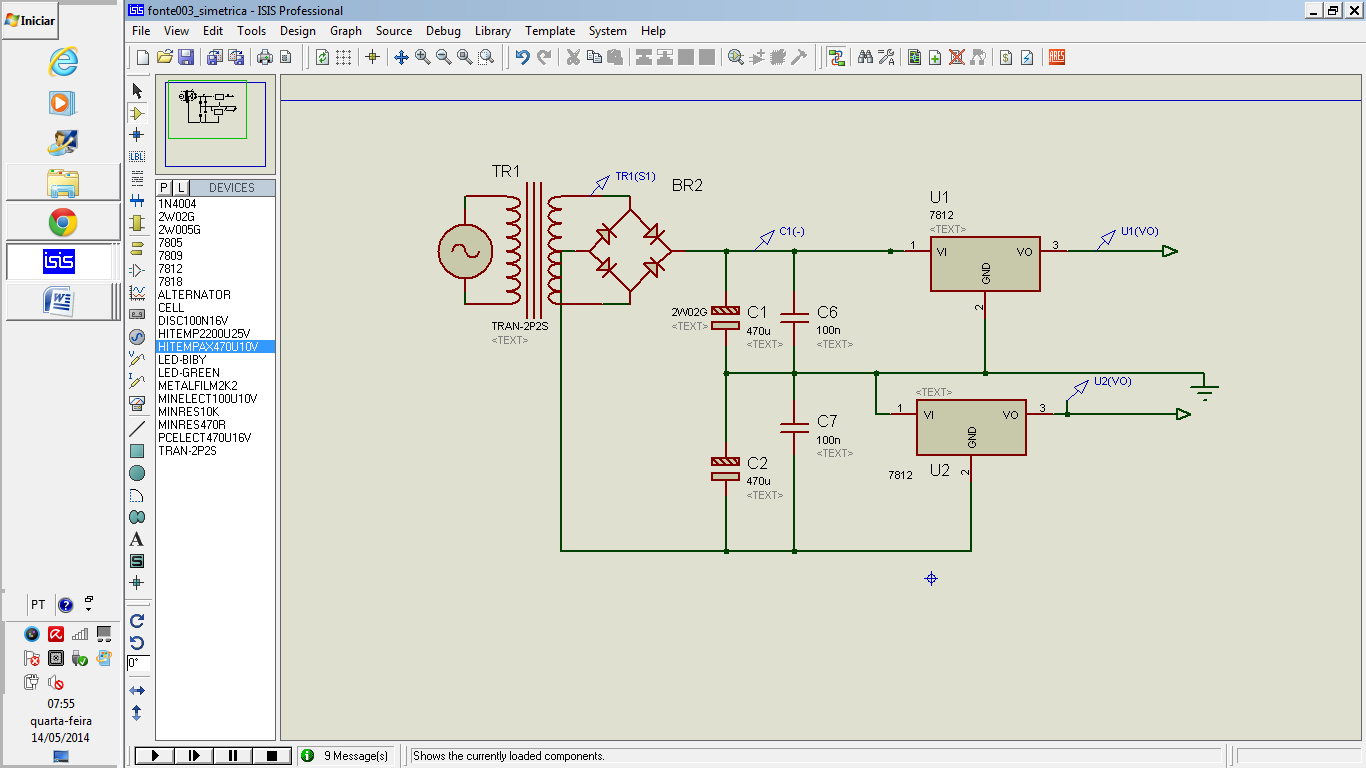 Iniciar
ISIS fonte003_simetrica - ISIS Professional
File View Edit Tools Design Graph Source Debug Library Template System Help
LBL
ARES
P L DEVICES
1N4004
2W02G
2W005G
7805
7809
7812
7818
ALTERNATOR
CELL
DISC100N16V
HITEMP2200U25V
HITEMPAX470U10V
LED-BIBY
LED-GREEN
METALFILM2K2
MINELECT100U10V
MINRES10K
MINRES470R
PCELECT470U16V
TRAN-2P2S
isis
A
S
V
I
0°
TR1
TRAN-2P2S
<TEXT>
TR1(S1)
BR2
2W02G
<TEXT>
C1(-)
C1
470u
<TEXT>
C6
100n
<TEXT>
U1
7812
<TEXT>
1 VI VO 3
GND
2
U1(VO)
C2
470u
<TEXT>
C7
100n
<TEXT>
<TEXT>
1 VI VO 3
GND
2
7812
U2
U2(VO)
PT
07:55
quarta-feira
14/05/2014
9 Message(s)
Shows the currently loaded components.